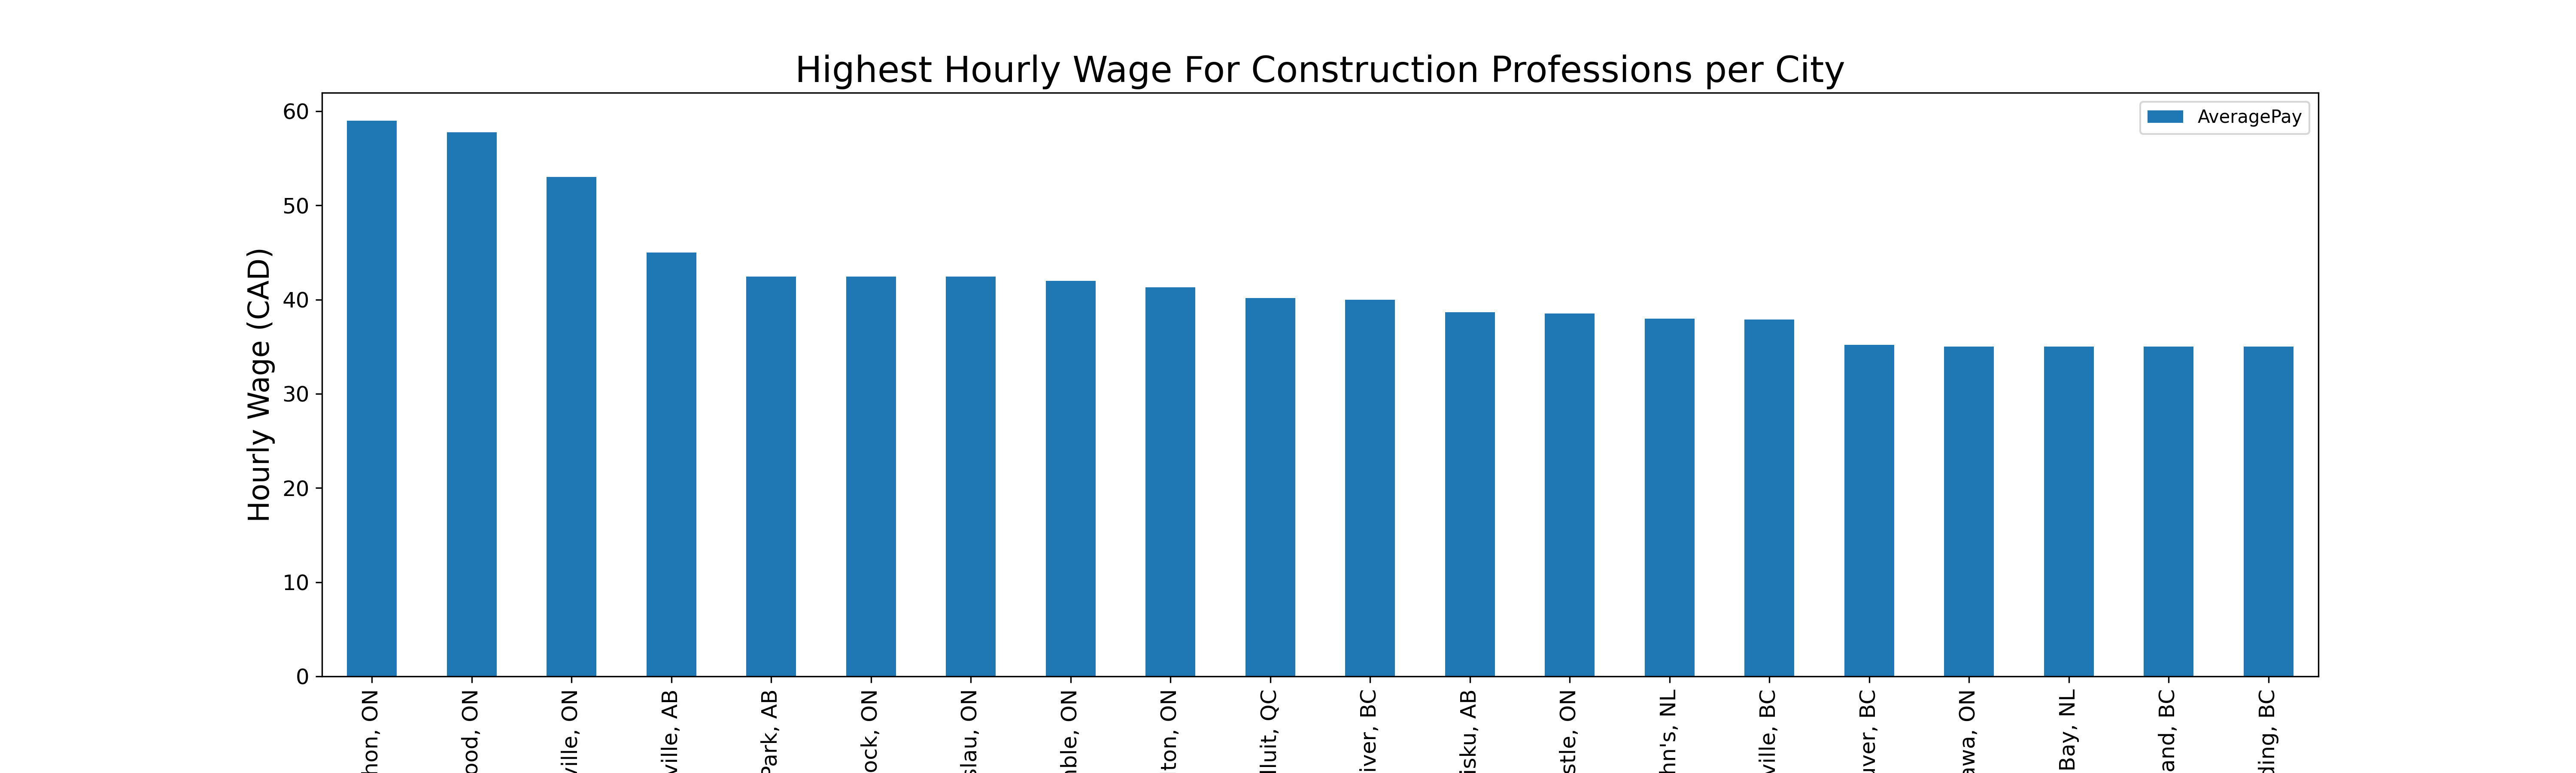 Highest Hourly Wage For Construction Professions per City
AveragePay
Hourly Wage (CAD)
60
50
40
30
20
10
0
hon, ON
ood, ON
ville, ON
ville, AB
Park, AB
ock, ON
slau, ON
nble, ON
ton, ON
lluit, QC
iver, BC
isku, AB
stle, ON
hn's, NL
ville, BC
uver, BC
awa, ON
Bay, NL
and, BC
ding, BC